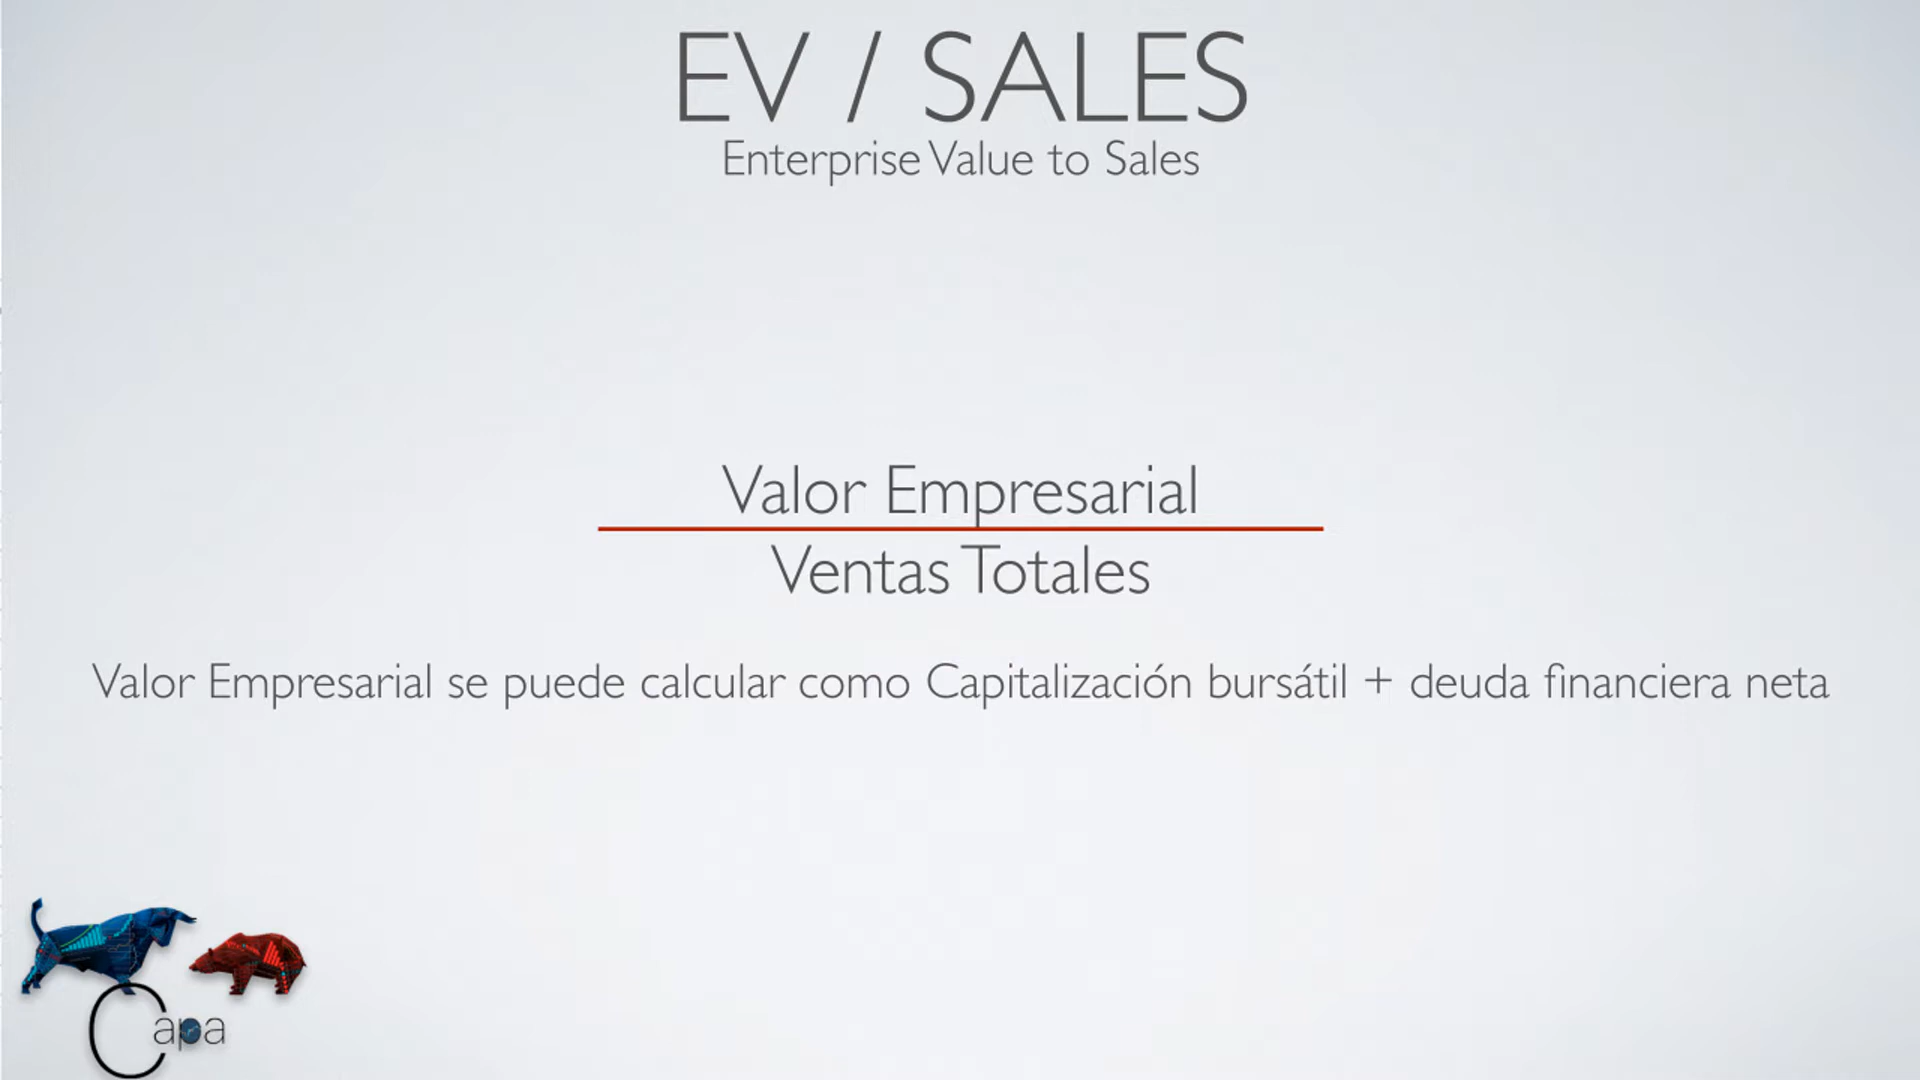 EV / SALES
Enterprise Value to Sales
Valor Empresarial
Ventas Totales
Valor Empresarial se puede calcular como Capitalización bursátil + deuda financiera neta
Capa